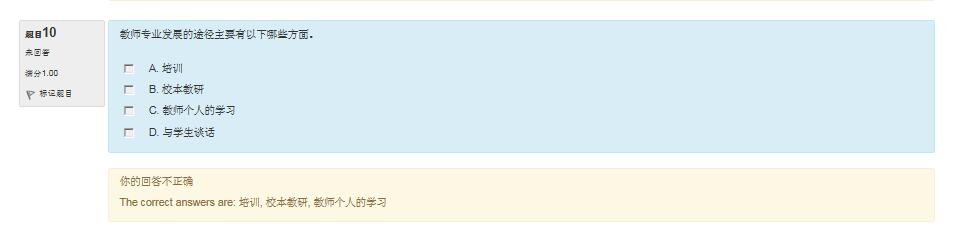 题目10
未回答
满分1.00
标记题目
教师专业发展的途径主要有以下哪些方面。
A. 培训
B. 校本教研
C. 教师个人的学习
D. 与学生谈话
你的回答不正确
The correct answers are: 培训, 校本教研, 教师个人的学习